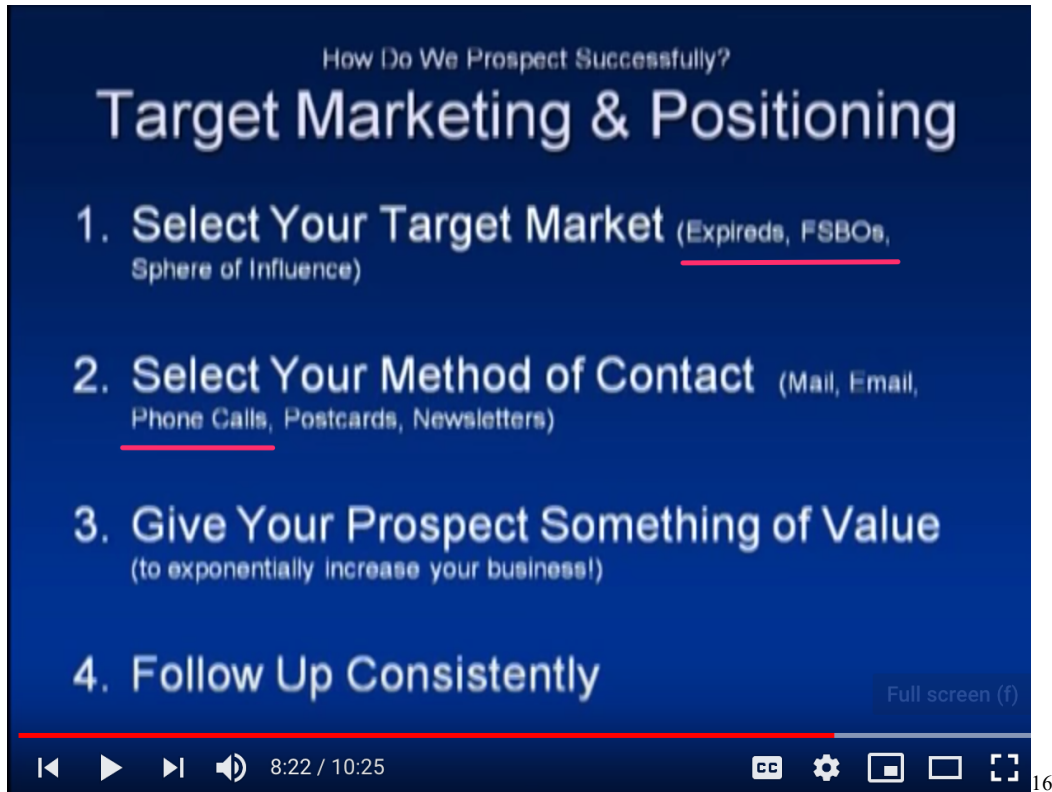 How Do We Prospect Successfully?
Target Marketing & Positioning
1. Select Your Target Market (Expireds, FSBOs,
Sphere of Influence)
2. Select Your Method of Contact (Mail, Email,
Phone Calls, Postcards, Newsletters)
3. Give Your Prospect Something of Value
(to exponentially increase your business!)
4. Follow Up Consistently
Full screen (f)
8:22 / 10:25
CC
16